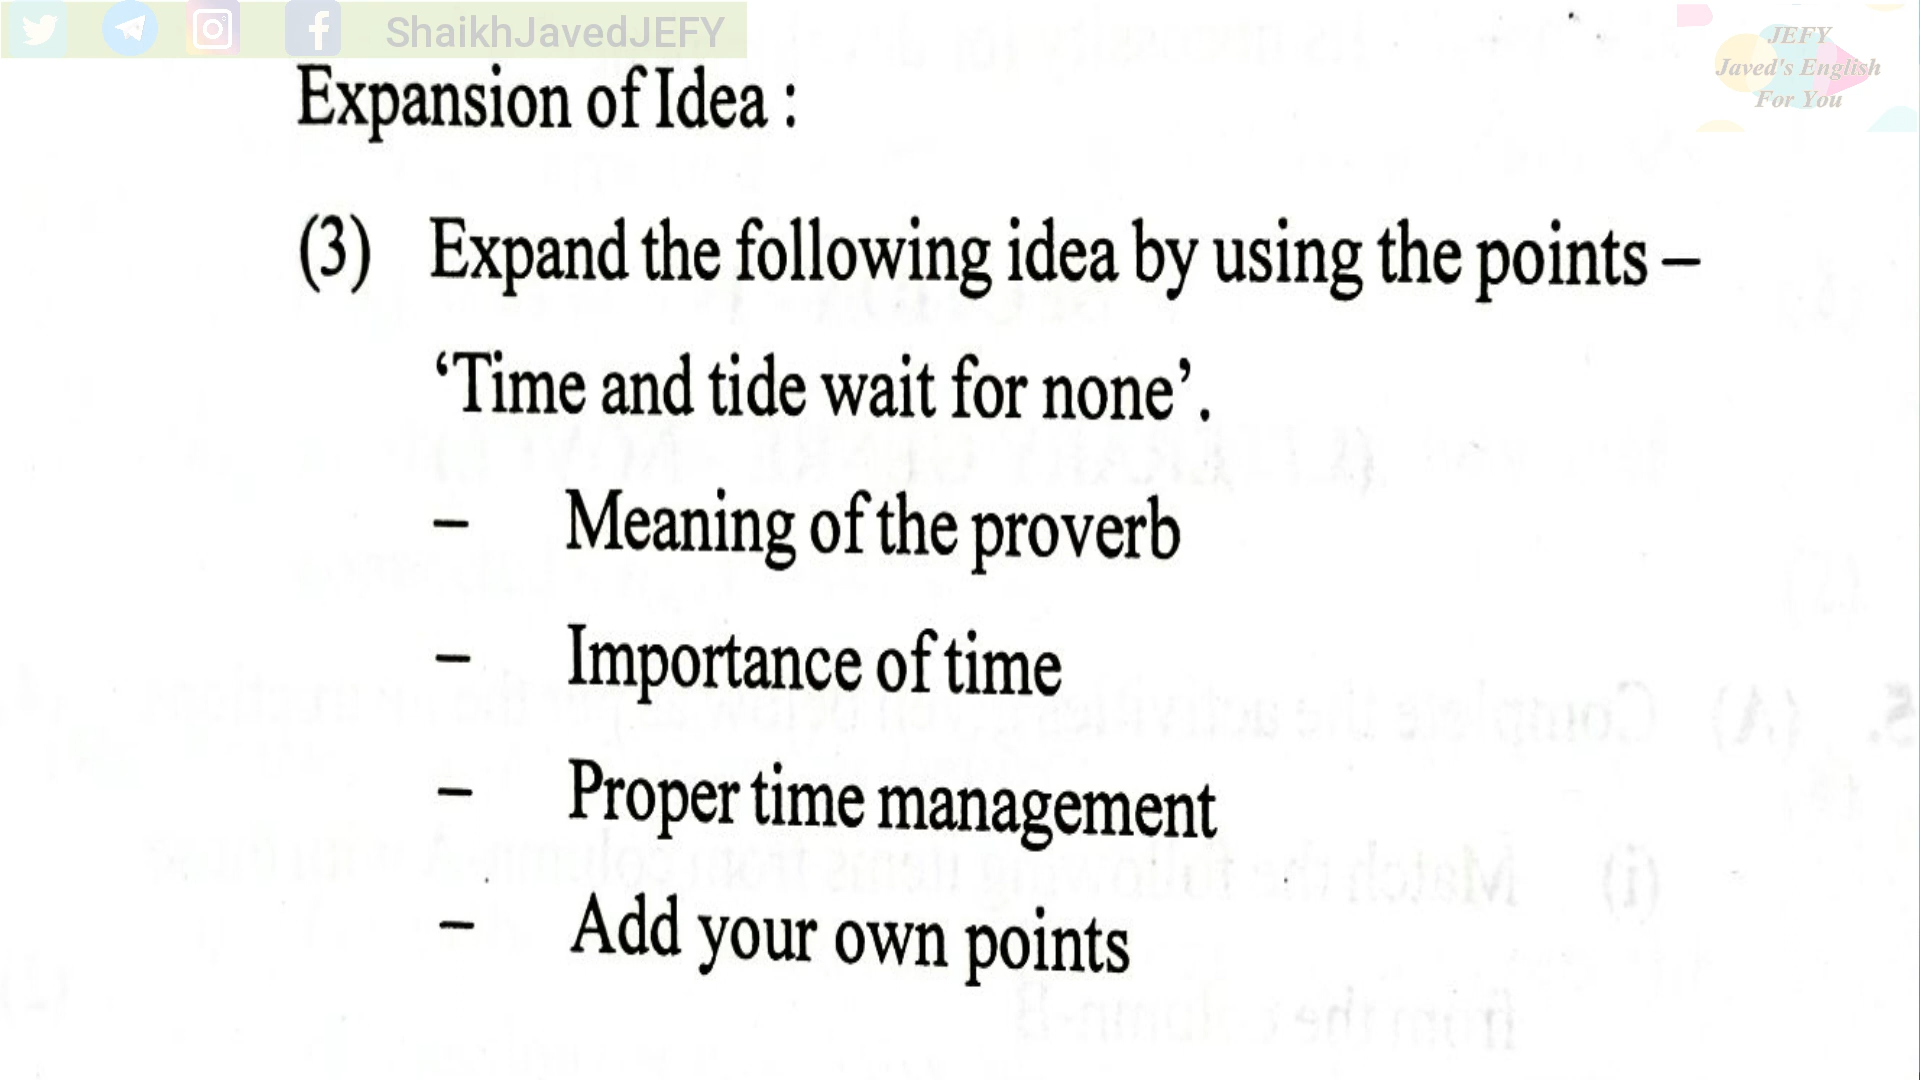 ShaikhJavedJEFY
JEFY
Javed's English
For You
Expansion of Idea :
(3) Expand the following idea by using the points –
‘Time and tide wait for none’.
– Meaning of the proverb
– Importance of time
– Proper time management
– Add your own points